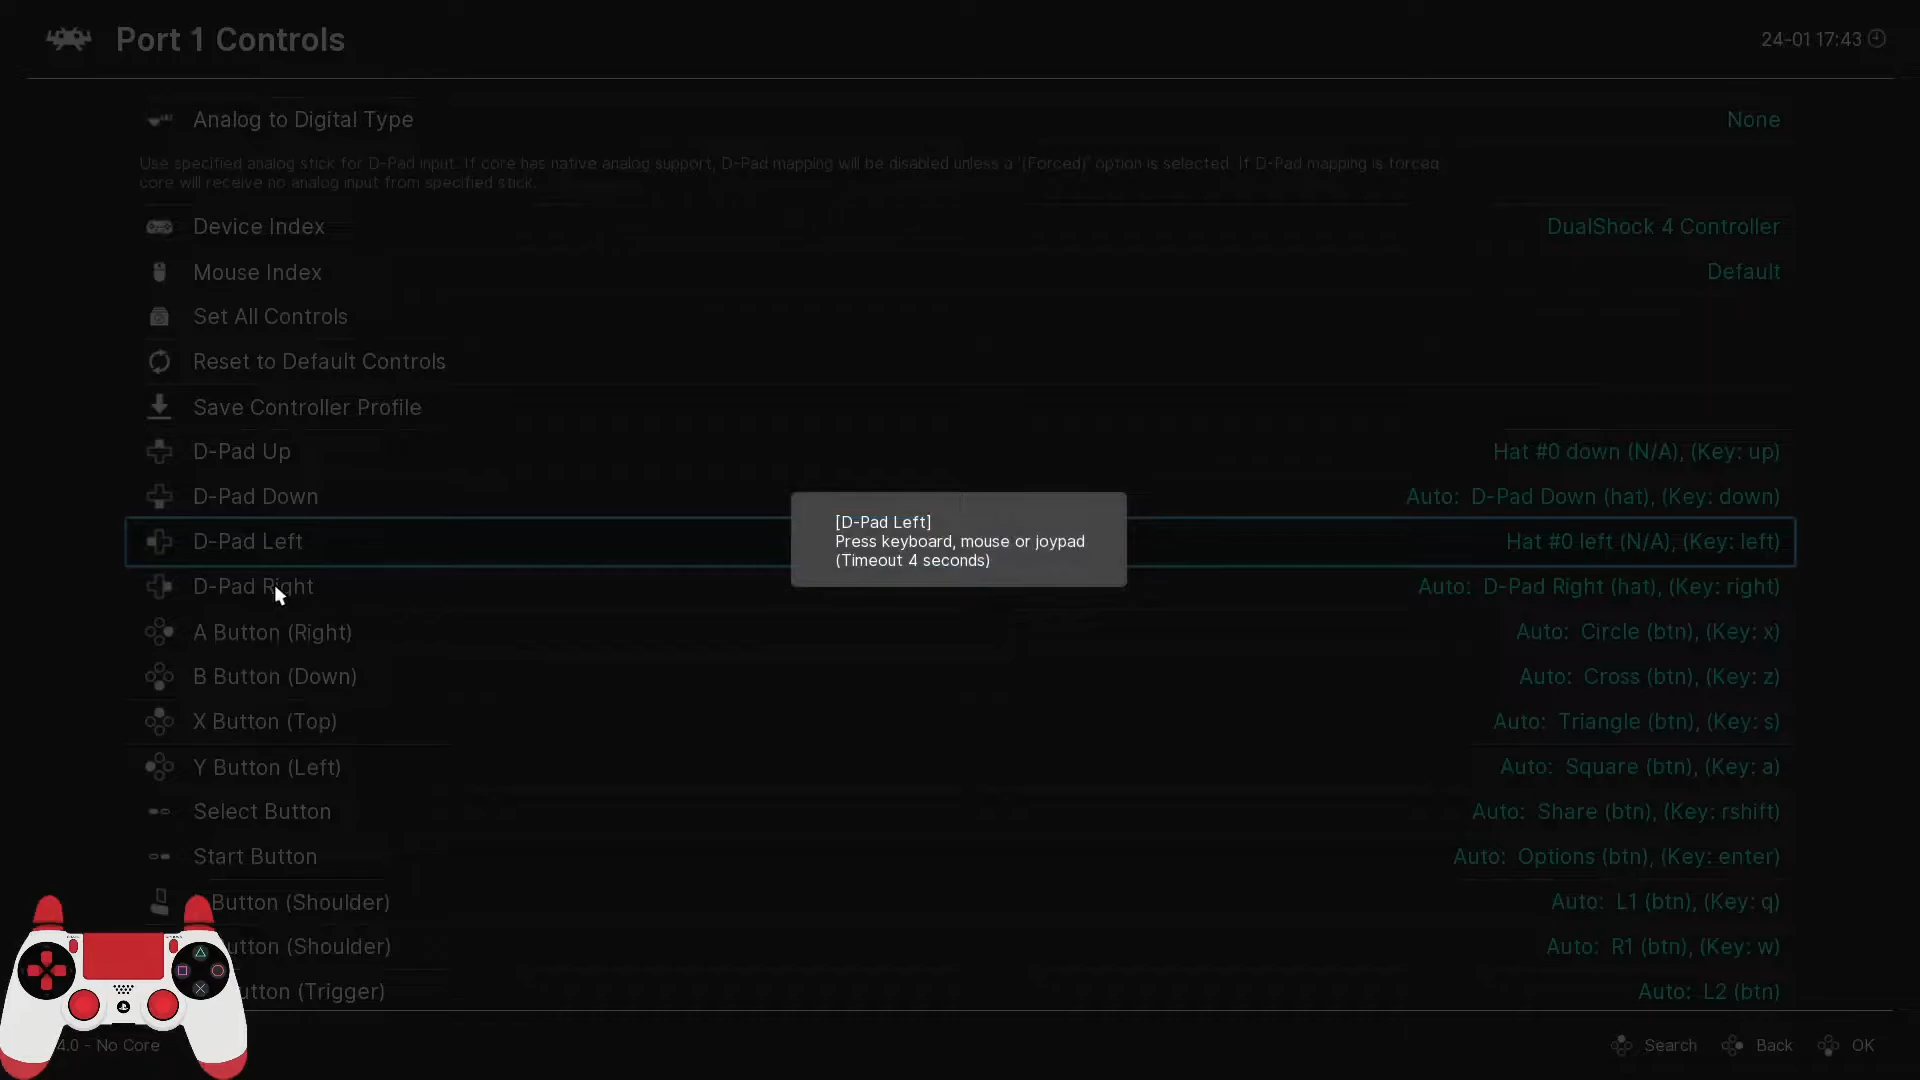 Port 1 Controls
24-01 17:43
Analog to Digital Type
None
Use specified analog stick for D-Pad input. If core has native analog support, D-Pad mapping will be disabled unless a '(Forced)' option is selected. If D-Pad mapping is forced
core will receive no analog input from specified stick.
Device Index
DualShock 4 Controller
Mouse Index
Default
Set All Controls
Reset to Default Controls
Save Controller Profile
D-Pad Up
Hat #0 down (N/A), (Key: up)
D-Pad Down
Auto: D-Pad Down (hat), (Key: down)
D-Pad Left
Hat #0 left (N/A), (Key: left)
[D-Pad Left]
Press keyboard, mouse or joypad
(Timeout 4 seconds)
D-Pad Right
Auto: D-Pad Right (hat), (Key: right)
A Button (Right)
Auto: Circle (btn), (Key: x)
B Button (Down)
Auto: Cross (btn), (Key: z)
X Button (Top)
Auto: Triangle (btn), (Key: s)
Y Button (Left)
Auto: Square (btn), (Key: a)
Select Button
Auto: Share (btn), (Key: rshift)
Start Button
Auto: Options (btn), (Key: enter)
Button (Shoulder)
Auto: L1 (btn), (Key: q)
utton (Shoulder)
Auto: R1 (btn), (Key: w)
utton (Trigger)
Auto: L2 (btn)
4.0 - No Core
Search
Back
OK